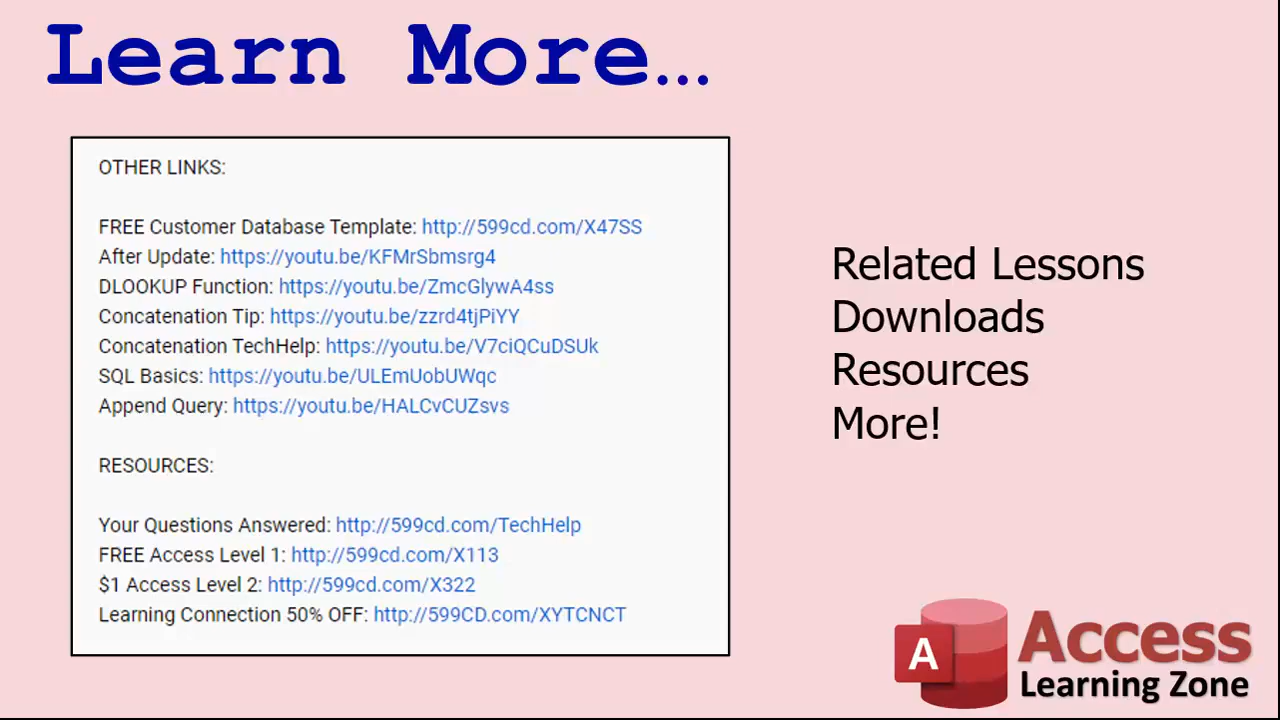 Learn More...
OTHER LINKS:
FREE Customer Database Template: http://599cd.com/X47SS
After Update: https://youtu.be/KFMrSbmsrg4
DLOOKUP Function: https://youtu.be/ZmcGlywA4ss
Concatenation Tip: https://youtu.be/zzrd4tjPiYY
Concatenation TechHelp: https://youtu.be/V7ciQCuDSUk
SQL Basics: https://youtu.be/ULEmUobUWqc
Append Query: https://youtu.be/HALCvCUZsvs
RESOURCES:
Your Questions Answered: http://599cd.com/TechHelp
FREE Access Level 1: http://599cd.com/X113
$1 Access Level 2: http://599cd.com/X322
Learning Connection 50% OFF: http://599CD.com/XYTCNCT
Related Lessons
Downloads
Resources
More!
A
Access
Learning Zone